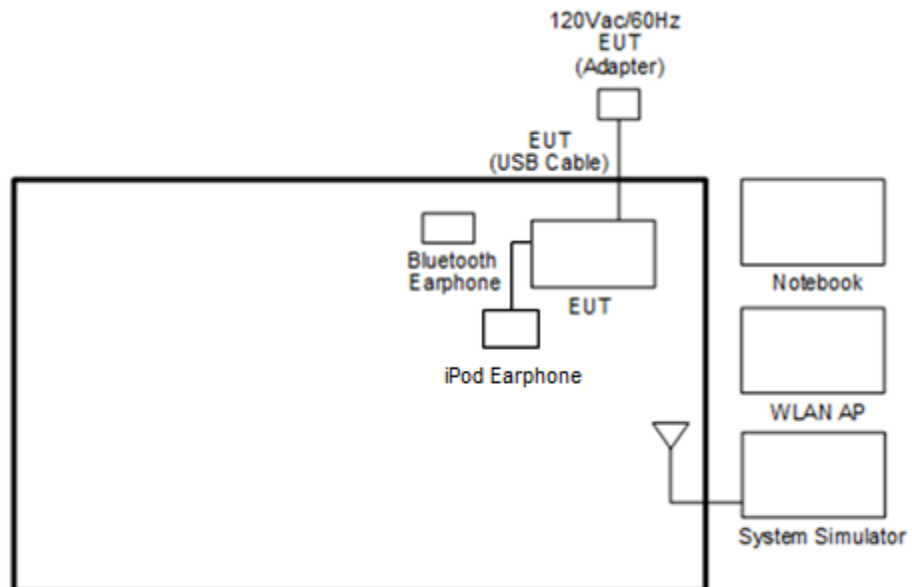 120Vac/60Hz
EUT
(Adapter)
EUT
(USB Cable)
Bluetooth
Earphone
EUT
iPod Earphone
Notebook
WLAN AP
System Simulator